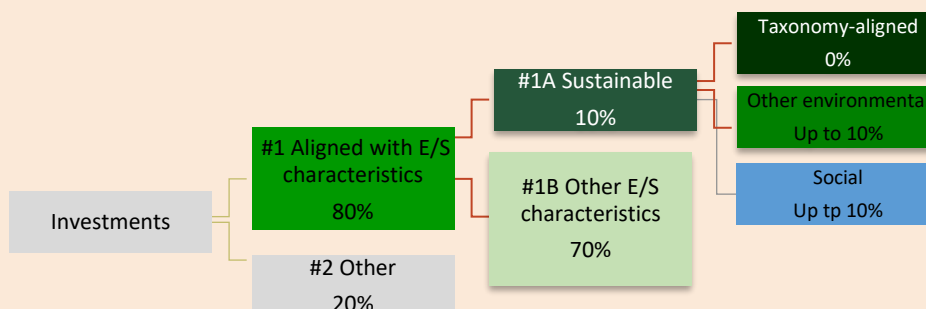 Investments
#1 Aligned with E/S
characteristics
80%
#2 Other
20%
#1A Sustainable
10%
#1B Other E/S
characteristics
70%
Taxonomy-aligned
0%
Other environmenta
Up to 10%
Social
Up tp 10%